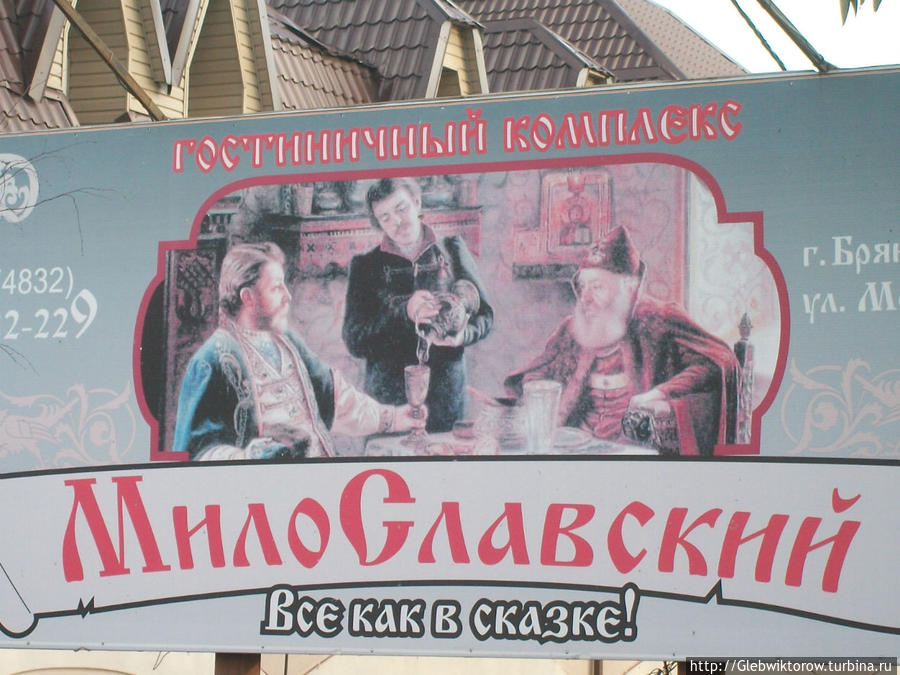 ГОСТИНИЧНЫЙ КОМПЛЕКС
(4832)
2-229
г. Брян
ул. М
МилоСлавский
Все как в сказке!
http://Glebwiktorow.turbina.ru